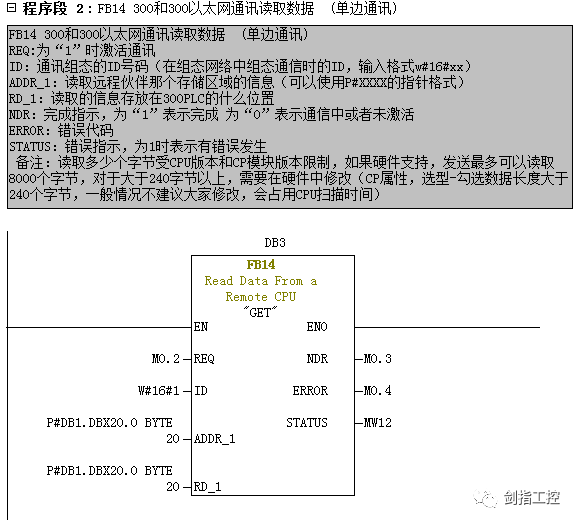 程序段 2：FB14 300和300以太网通讯读取数据 (单边通讯)
FB14 300和300以太网通讯读取数据 (单边通讯)
REQ:为“1”时激活通讯
ID: 通讯组态的ID号码（在组态网络中组态通信时的ID，输入格式w#16#xx）
ADDR_1: 读取远程伙伴那个存储区域的信息（可以使用P#XXXX的指针格式）
RD_1: 读取的信息存放在300PLC的什么位置
NDR: 完成指示，为“1”表示完成 为“0”表示通信中或者未激活
ERROR: 错误代码
STATUS: 错误指示，为1时表示有错误发生
备注: 读取多少个字节受CPU版本和CP模块版本限制，如果硬件支持，发送最多可以读取
8000个字节，对于大于240字节以上，需要在硬件中修改（CP属性，选型-勾选数据长度大于
240个字节，一般情况不建议大家修改，会占用CPU扫描时间）
DB3
FB14
Read Data From a
Remote CPU
"GET"
EN ENO
M0.2 REQ NDR M0.3
W#16#1 ID ERROR M0.4
P#DB1.DBX20.0 BYTE STATUS MW12
20 ADDR_1
P#DB1.DBX20.0 BYTE
20 RD_1
剑指工控